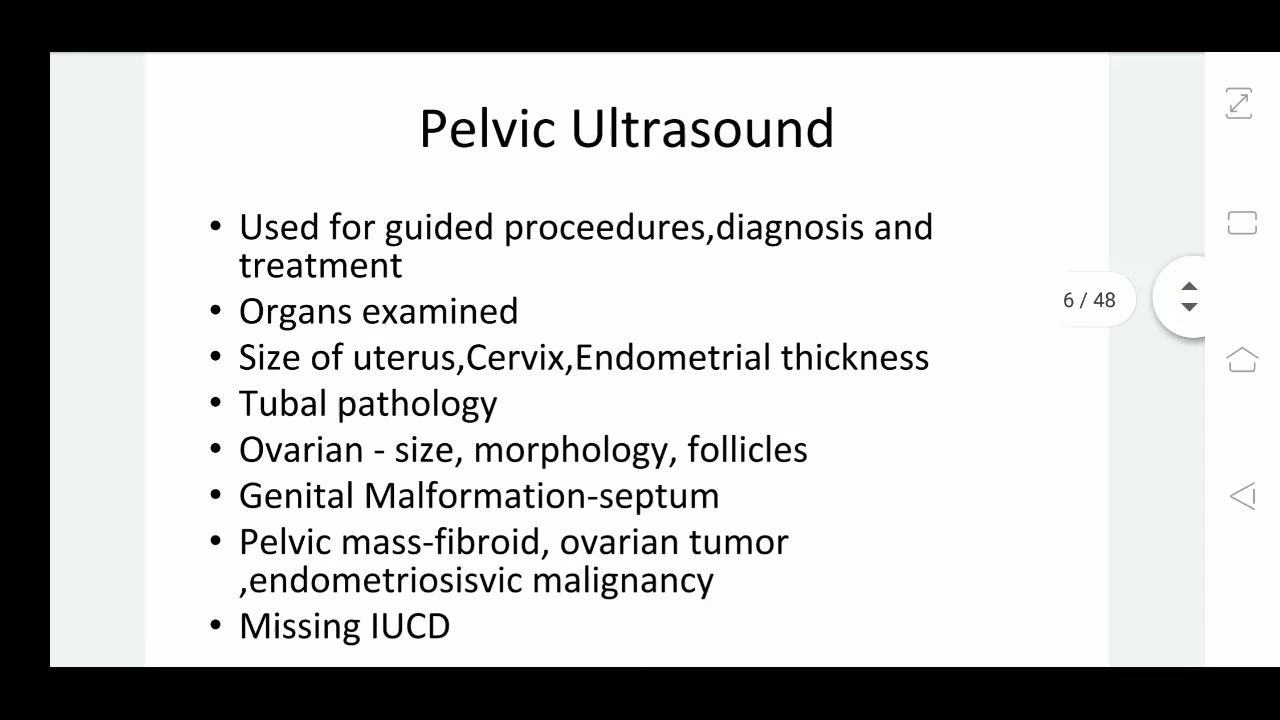 Pelvic Ultrasound
• Used for guided proceedures,diagnosis and
treatment
• Organs examined
• Size of uterus,Cervix,Endometrial thickness
• Tubal pathology
• Ovarian - size, morphology, follicles
• Genital Malformation-septum
• Pelvic mass-fibroid, ovarian tumor
,endometriosisvic malignancy
• Missing IUCD
6 / 48